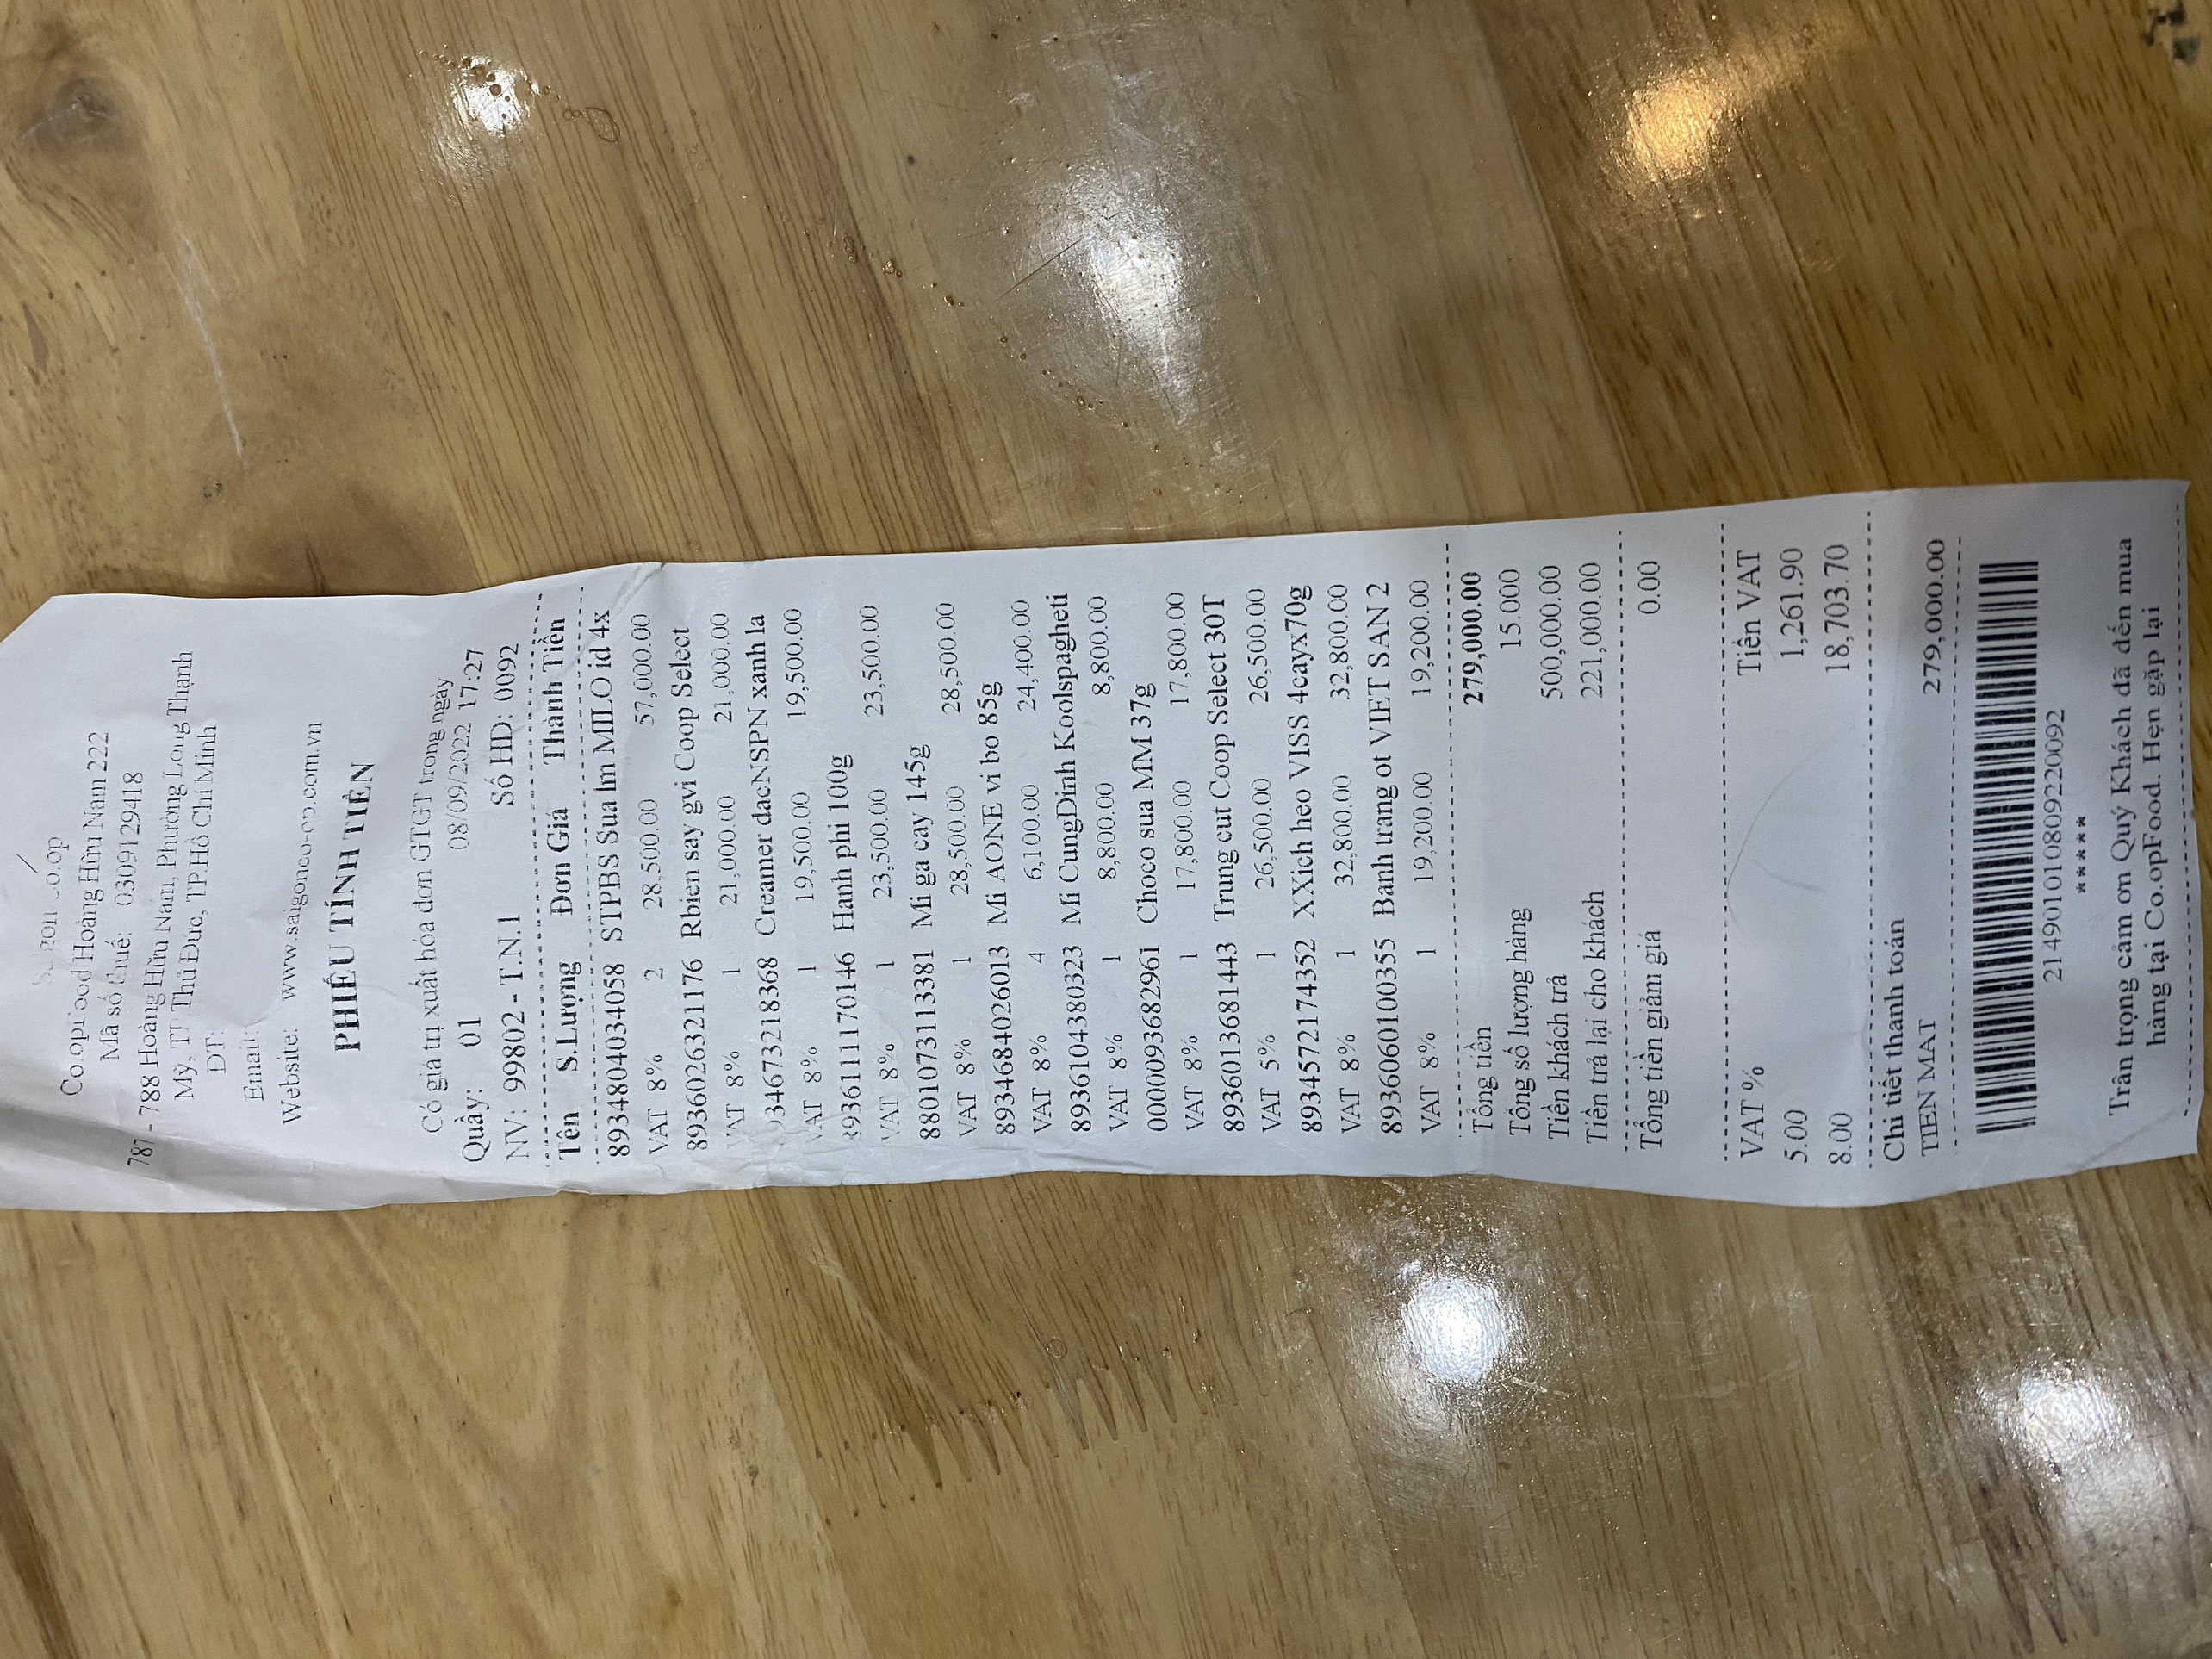 Saigon Co.op
Co.opFood Hoàng Hữu Nam 222
Mã số thuế: 0309129418
787 - 788 Hoàng Hữu Nam, Phường Long Thạnh
Mỹ, TP Thủ Đức, TP.Hồ Chí Minh
ĐT:
Email:
Website: www.saigonco-op.com.vn
PHIẾU TÍNH TIỀN
Có giá trị xuất hóa đơn GTGT trong ngày
Quầy: 01 08/09/2022 17:27
NV: 99802 - T.N.1 Số HD: 0092
Tên S.Lượng Đơn Giá Thành Tiền
8934804034058 STPBS Sua lm MILO id 4x
VAT 8% 2 28,500.00 57,000.00
8936026321176 Rbien say gvi Coop Select
VAT 8% 1 21,000.00 21,000.00
8934673218368 Creamer dacNSPN xanh la
VAT 8% 1 19,500.00 19,500.00
8936111170146 Hanh phi 100g
VAT 8% 1 23,500.00 23,500.00
8801073113381 Mi ga cay 145g
VAT 8% 1 28,500.00 28,500.00
8934684026013 Mi AONE vi bo 85g
VAT 8% 4 6,100.00 24,400.00
8936104380323 Mi CungDinh Koolspagheti
VAT 8% 1 8,800.00 8,800.00
0000093682961 Choco sua MM 37g
VAT 8% 1 17,800.00 17,800.00
8936013681443 Trung cut Coop Select 30T
VAT 5% 1 26,500.00 26,500.00
8934572174352 XXich heo VISS 4cayx70g
VAT 8% 1 32,800.00 32,800.00
8936060100355 Banh trang ot VIET SAN 2
VAT 8% 1 19,200.00 19,200.00
Tổng tiền 279,000.00
Tổng số lượng hàng 15.000
Tiền khách trả 500,000.00
Tiền trả lại cho khách 221,000.00
Tổng tiền giảm giá 0.00
VAT % Tiền VAT
5.00 1,261.90
8.00 18,703.70
Chi tiết thanh toán
TIEN MAT 279,000.00
214901010809220092
*****
Trân trọng cảm ơn Quý Khách đã đến mua
hàng tại Co.opFood. Hẹn gặp lại